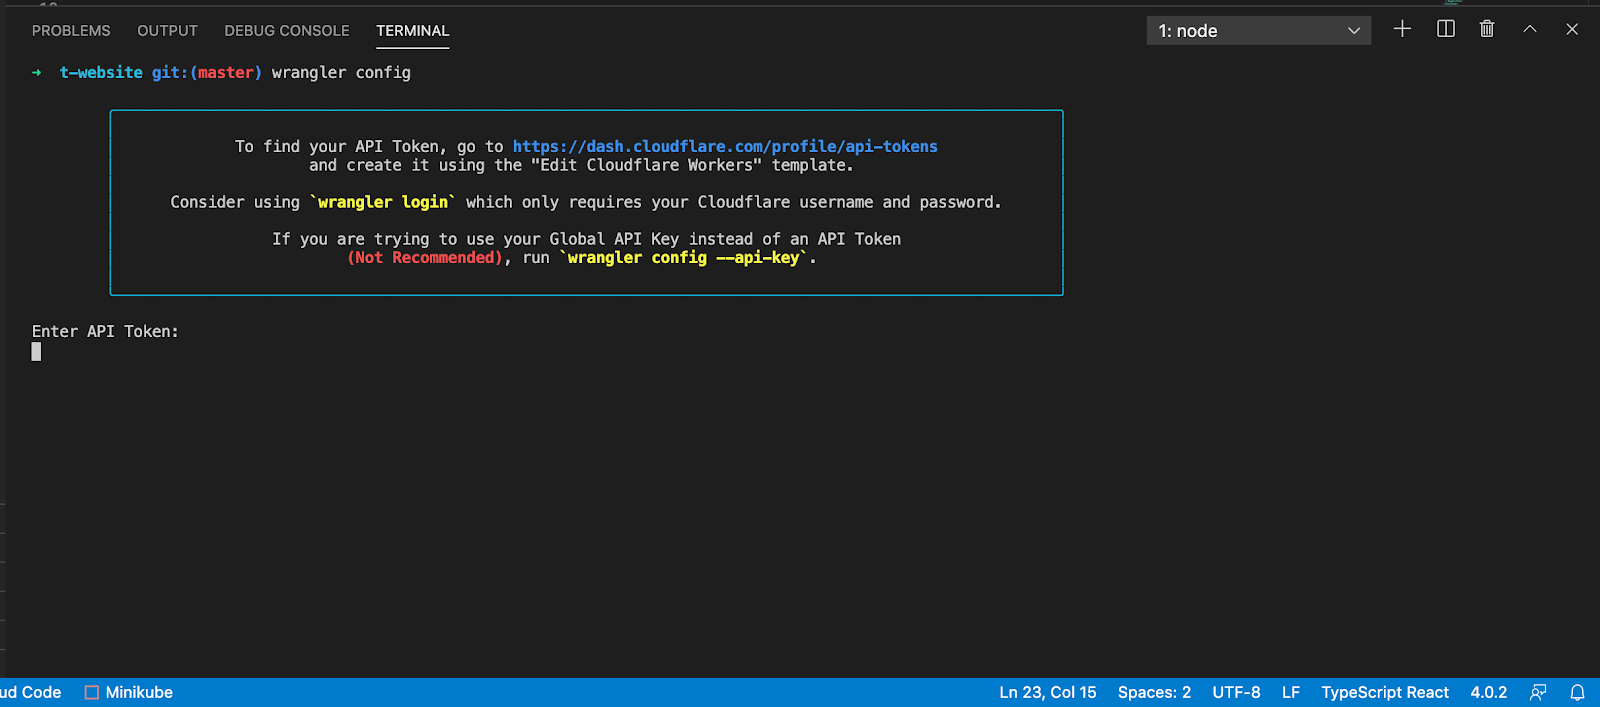 PROBLEMS OUTPUT DEBUG CONSOLE TERMINAL 1: node
→ t-website git:(master) wrangler config
To find your API Token, go to https://dash.cloudflare.com/profile/api-tokens
and create it using the "Edit Cloudflare Workers" template.
Consider using `wrangler login` which only requires your Cloudflare username and password.
If you are trying to use your Global API Key instead of an API Token
(Not Recommended), run `wrangler config --api-key`.
Enter API Token:
ud Code Minikube Ln 23, Col 15 Spaces: 2 UTF-8 LF TypeScript React 4.0.2